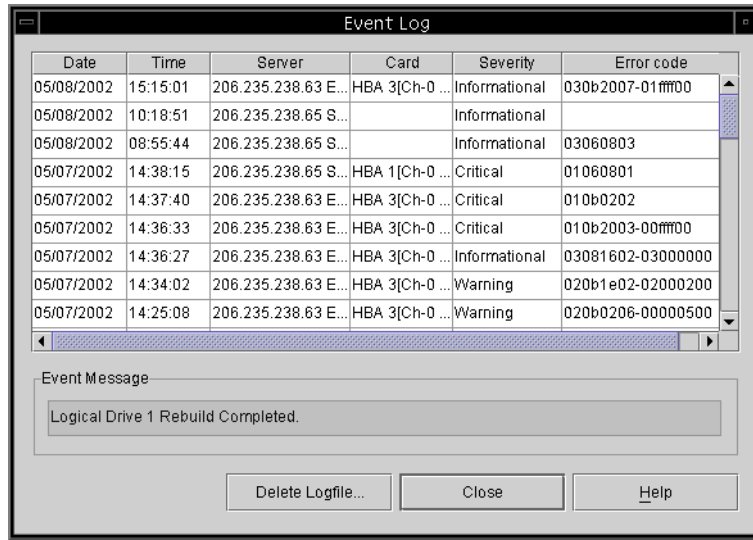 Event Log
Date Time Server Card Severity Error code
05/08/2002 15:15:01 206.235.238.63 E... HBA 3[Ch-0 ... Informational 030b2007-01ffff00
05/08/2002 10:18:51 206.235.238.65 S... Informational
05/08/2002 08:55:44 206.235.238.65 S... Informational 03060803
05/07/2002 14:38:15 206.235.238.65 S... HBA 1[Ch-0 ... Critical 01060801
05/07/2002 14:37:40 206.235.238.63 E... HBA 3[Ch-0 ... Critical 010b0202
05/07/2002 14:36:33 206.235.238.63 E... HBA 3[Ch-0 ... Critical 010b2003-00ffff00
05/07/2002 14:36:27 206.235.238.63 E... HBA 3[Ch-0 ... Informational 03081602-03000000
05/07/2002 14:34:02 206.235.238.63 E... HBA 3[Ch-0 ... Warning 020b1e02-02000200
05/07/2002 14:25:08 206.235.238.63 E... HBA 3[Ch-0 ... Warning 020b0206-00000500
Event Message
Logical Drive 1 Rebuild Completed.
Delete Logfile... Close Help